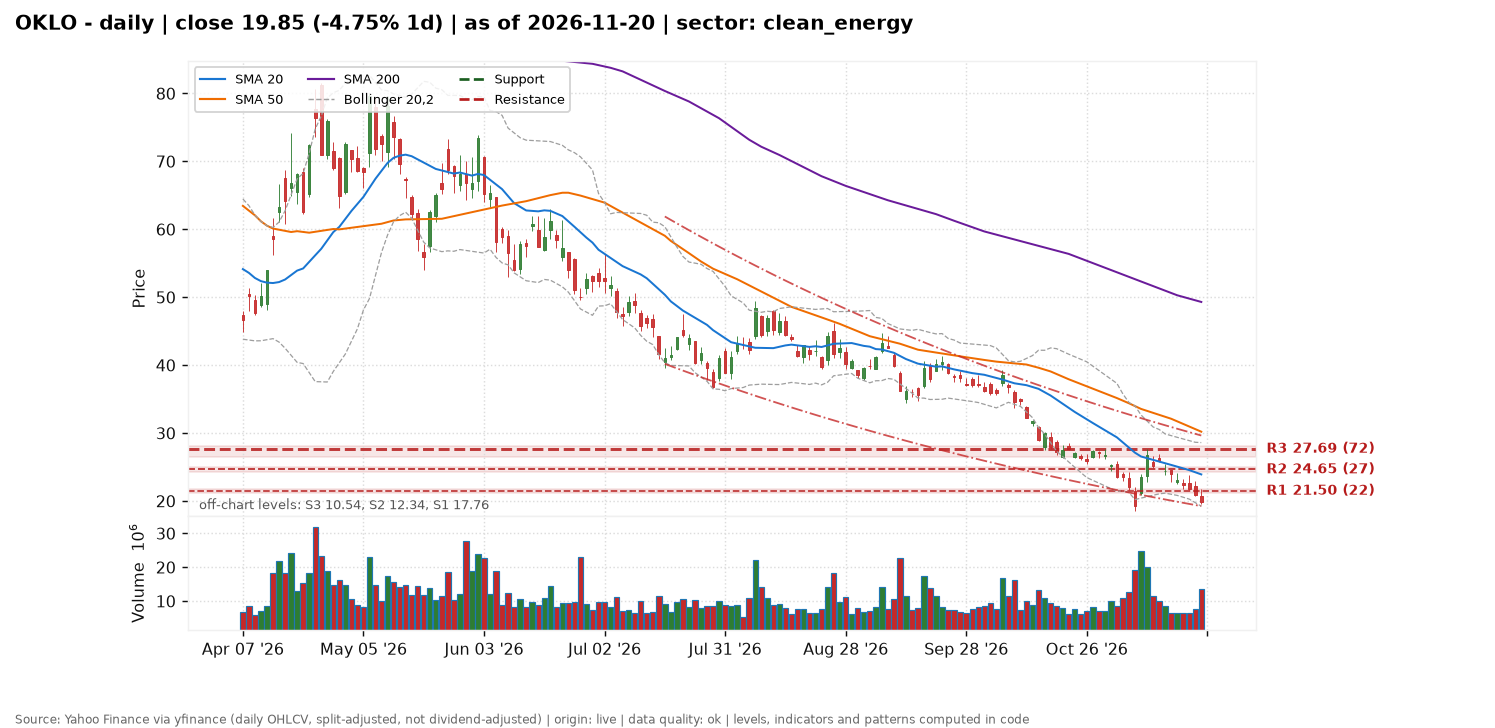 OKLO - daily | close 19.85 (-4.75% 1d) | as of 2026-11-20 | sector: clean_energy
SMA 20
SMA 50
SMA 200
Bollinger 20,2
Support
Resistance
Price
80
70
60
50
40
30
20
R3 27.69 (72)
R2 24.65 (27)
R1 21.50 (22)
off-chart levels: S3 10.54, S2 12.34, S1 17.76
Volume 10⁶
30
20
10
Apr 07 '26
May 05 '26
Jun 03 '26
Jul 02 '26
Jul 31 '26
Aug 28 '26
Sep 28 '26
Oct 26 '26
Source: Yahoo Finance via yfinance (daily OHLCV, split-adjusted, not dividend-adjusted) | origin: live | data quality: ok | levels, indicators and patterns computed in code